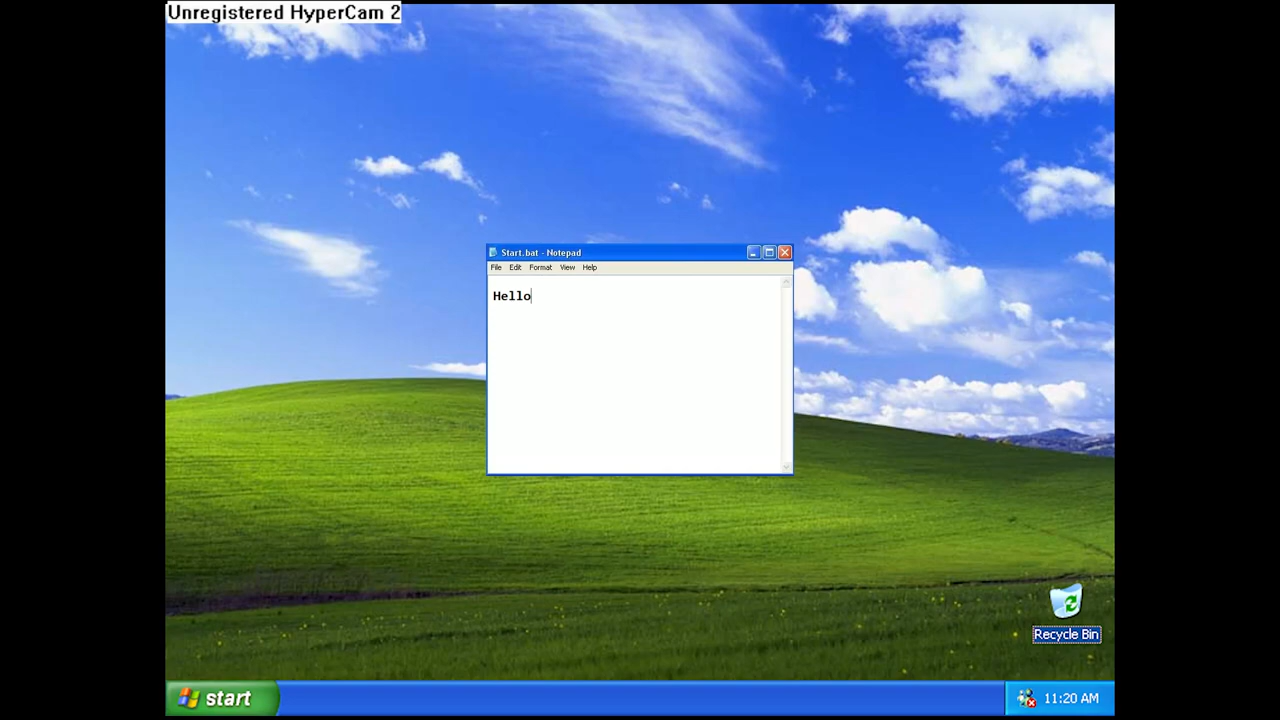 Unregistered HyperCam 2
Start.bat - Notepad
File Edit Format View Help
Hello
Recycle Bin
start
11:20 AM